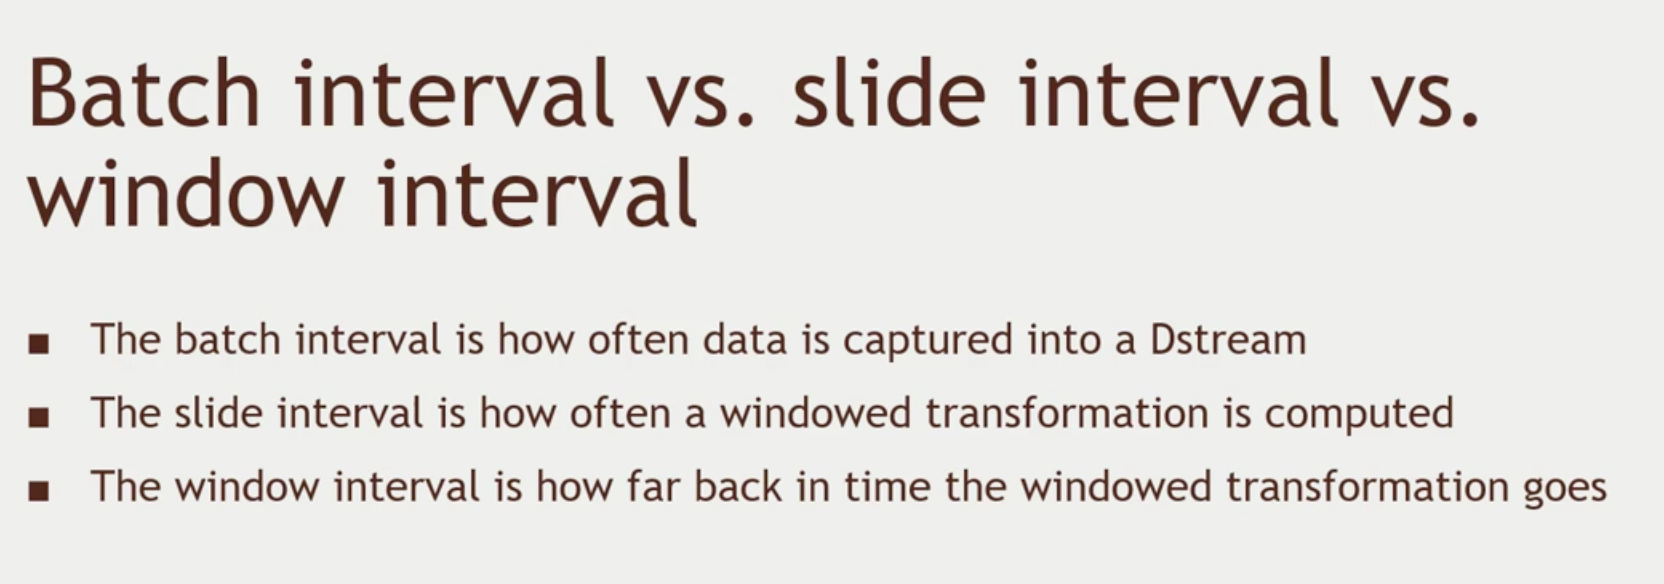 Batch interval vs. slide interval vs.
window interval
■ The batch interval is how often data is captured into a Dstream
■ The slide interval is how often a windowed transformation is computed
■ The window interval is how far back in time the windowed transformation goes